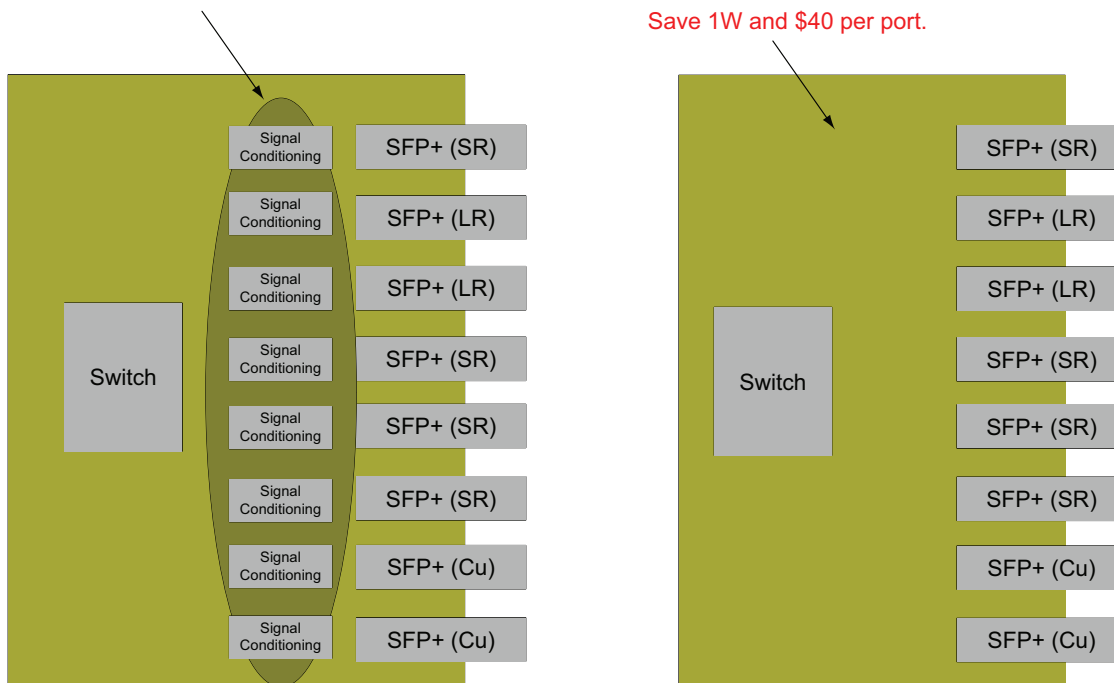 Save 1W and $40 per port.
Signal
Conditioning
SFP+ (SR)
Signal
Conditioning
SFP+ (LR)
Signal
Conditioning
SFP+ (LR)
Signal
Conditioning
SFP+ (SR)
Switch
Signal
Conditioning
SFP+ (SR)
Signal
Conditioning
SFP+ (SR)
Signal
Conditioning
SFP+ (Cu)
Signal
Conditioning
SFP+ (Cu)
SFP+ (SR)
SFP+ (LR)
SFP+ (LR)
SFP+ (SR)
Switch
SFP+ (SR)
SFP+ (SR)
SFP+ (Cu)
SFP+ (Cu)